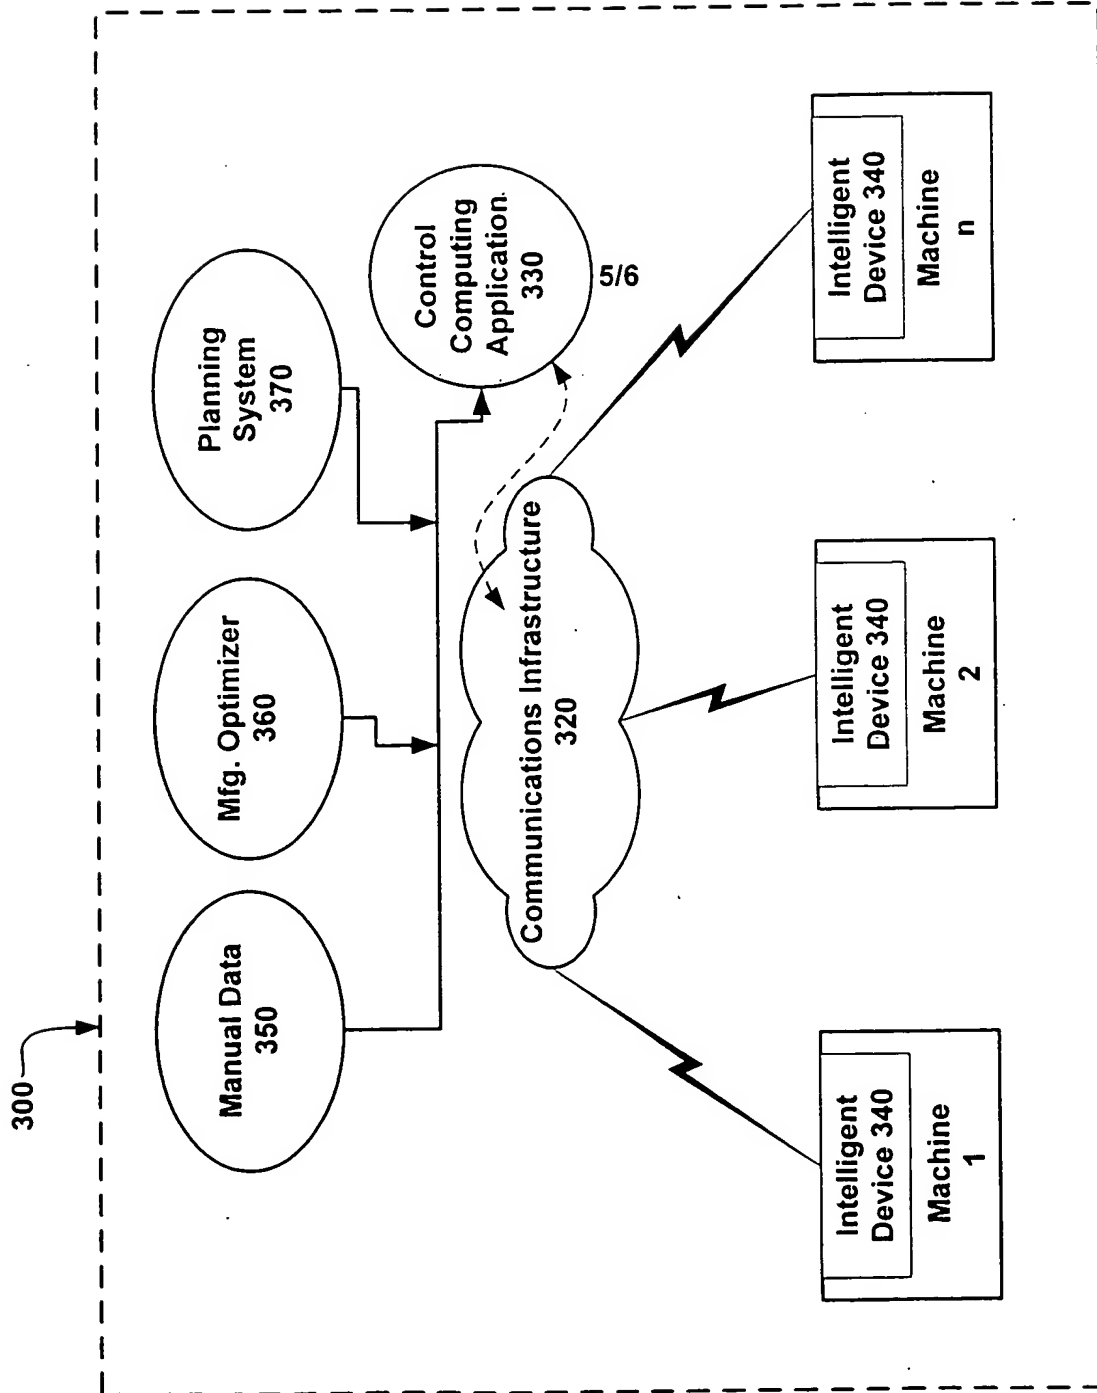 300
Manual Data
350
Mfg. Optimizer
360
Planning
System
370
Control
Computing
Application
330
5/6
Communications Infrastructure
320
Intelligent
Device 340
Machine
1
Intelligent
Device 340
Machine
2
Intelligent
Device 340
Machine
n